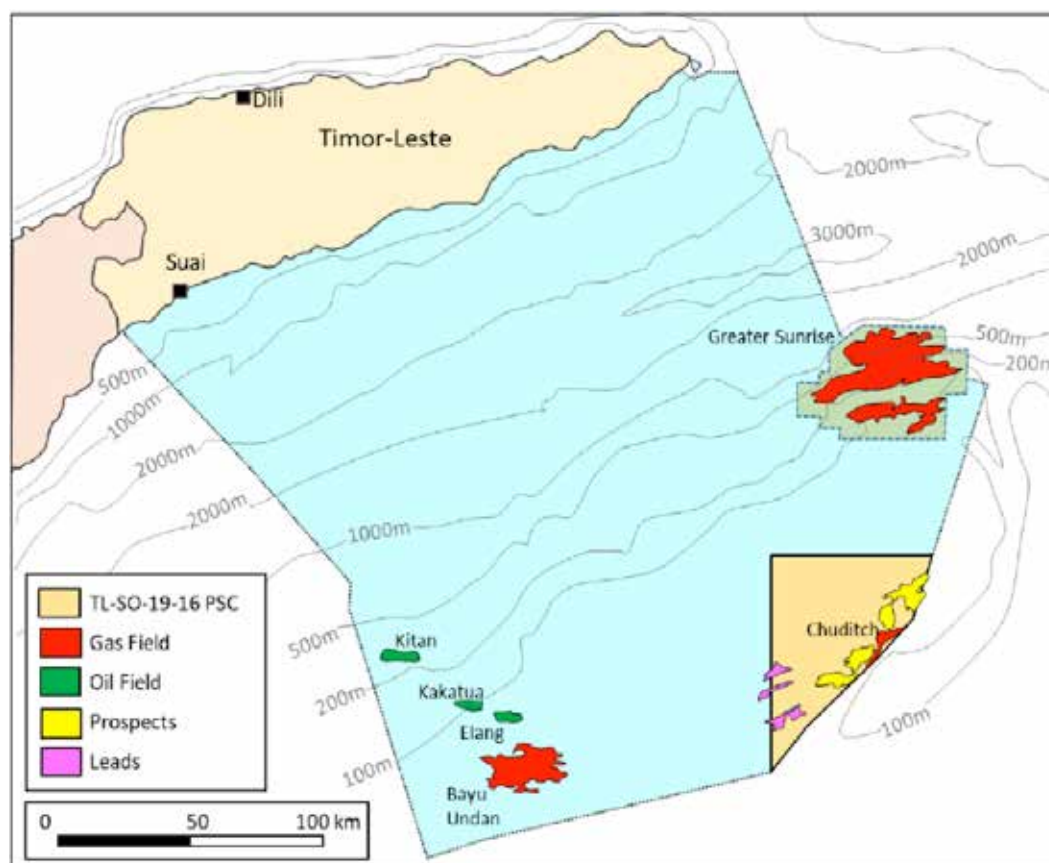 Dili
Timor-Leste
2000m
Suai
3000m
2000m
Greater Sunrise
500m
200m
500m
1000m
2000m
2000m
1000m
TL-SO-19-16 PSC
Gas Field
Oil Field
Prospects
Leads
500m
Kitan
Chuditch
200m
Kakatua
Elang
100m
100m
Bayu
Undan
0 50 100 km